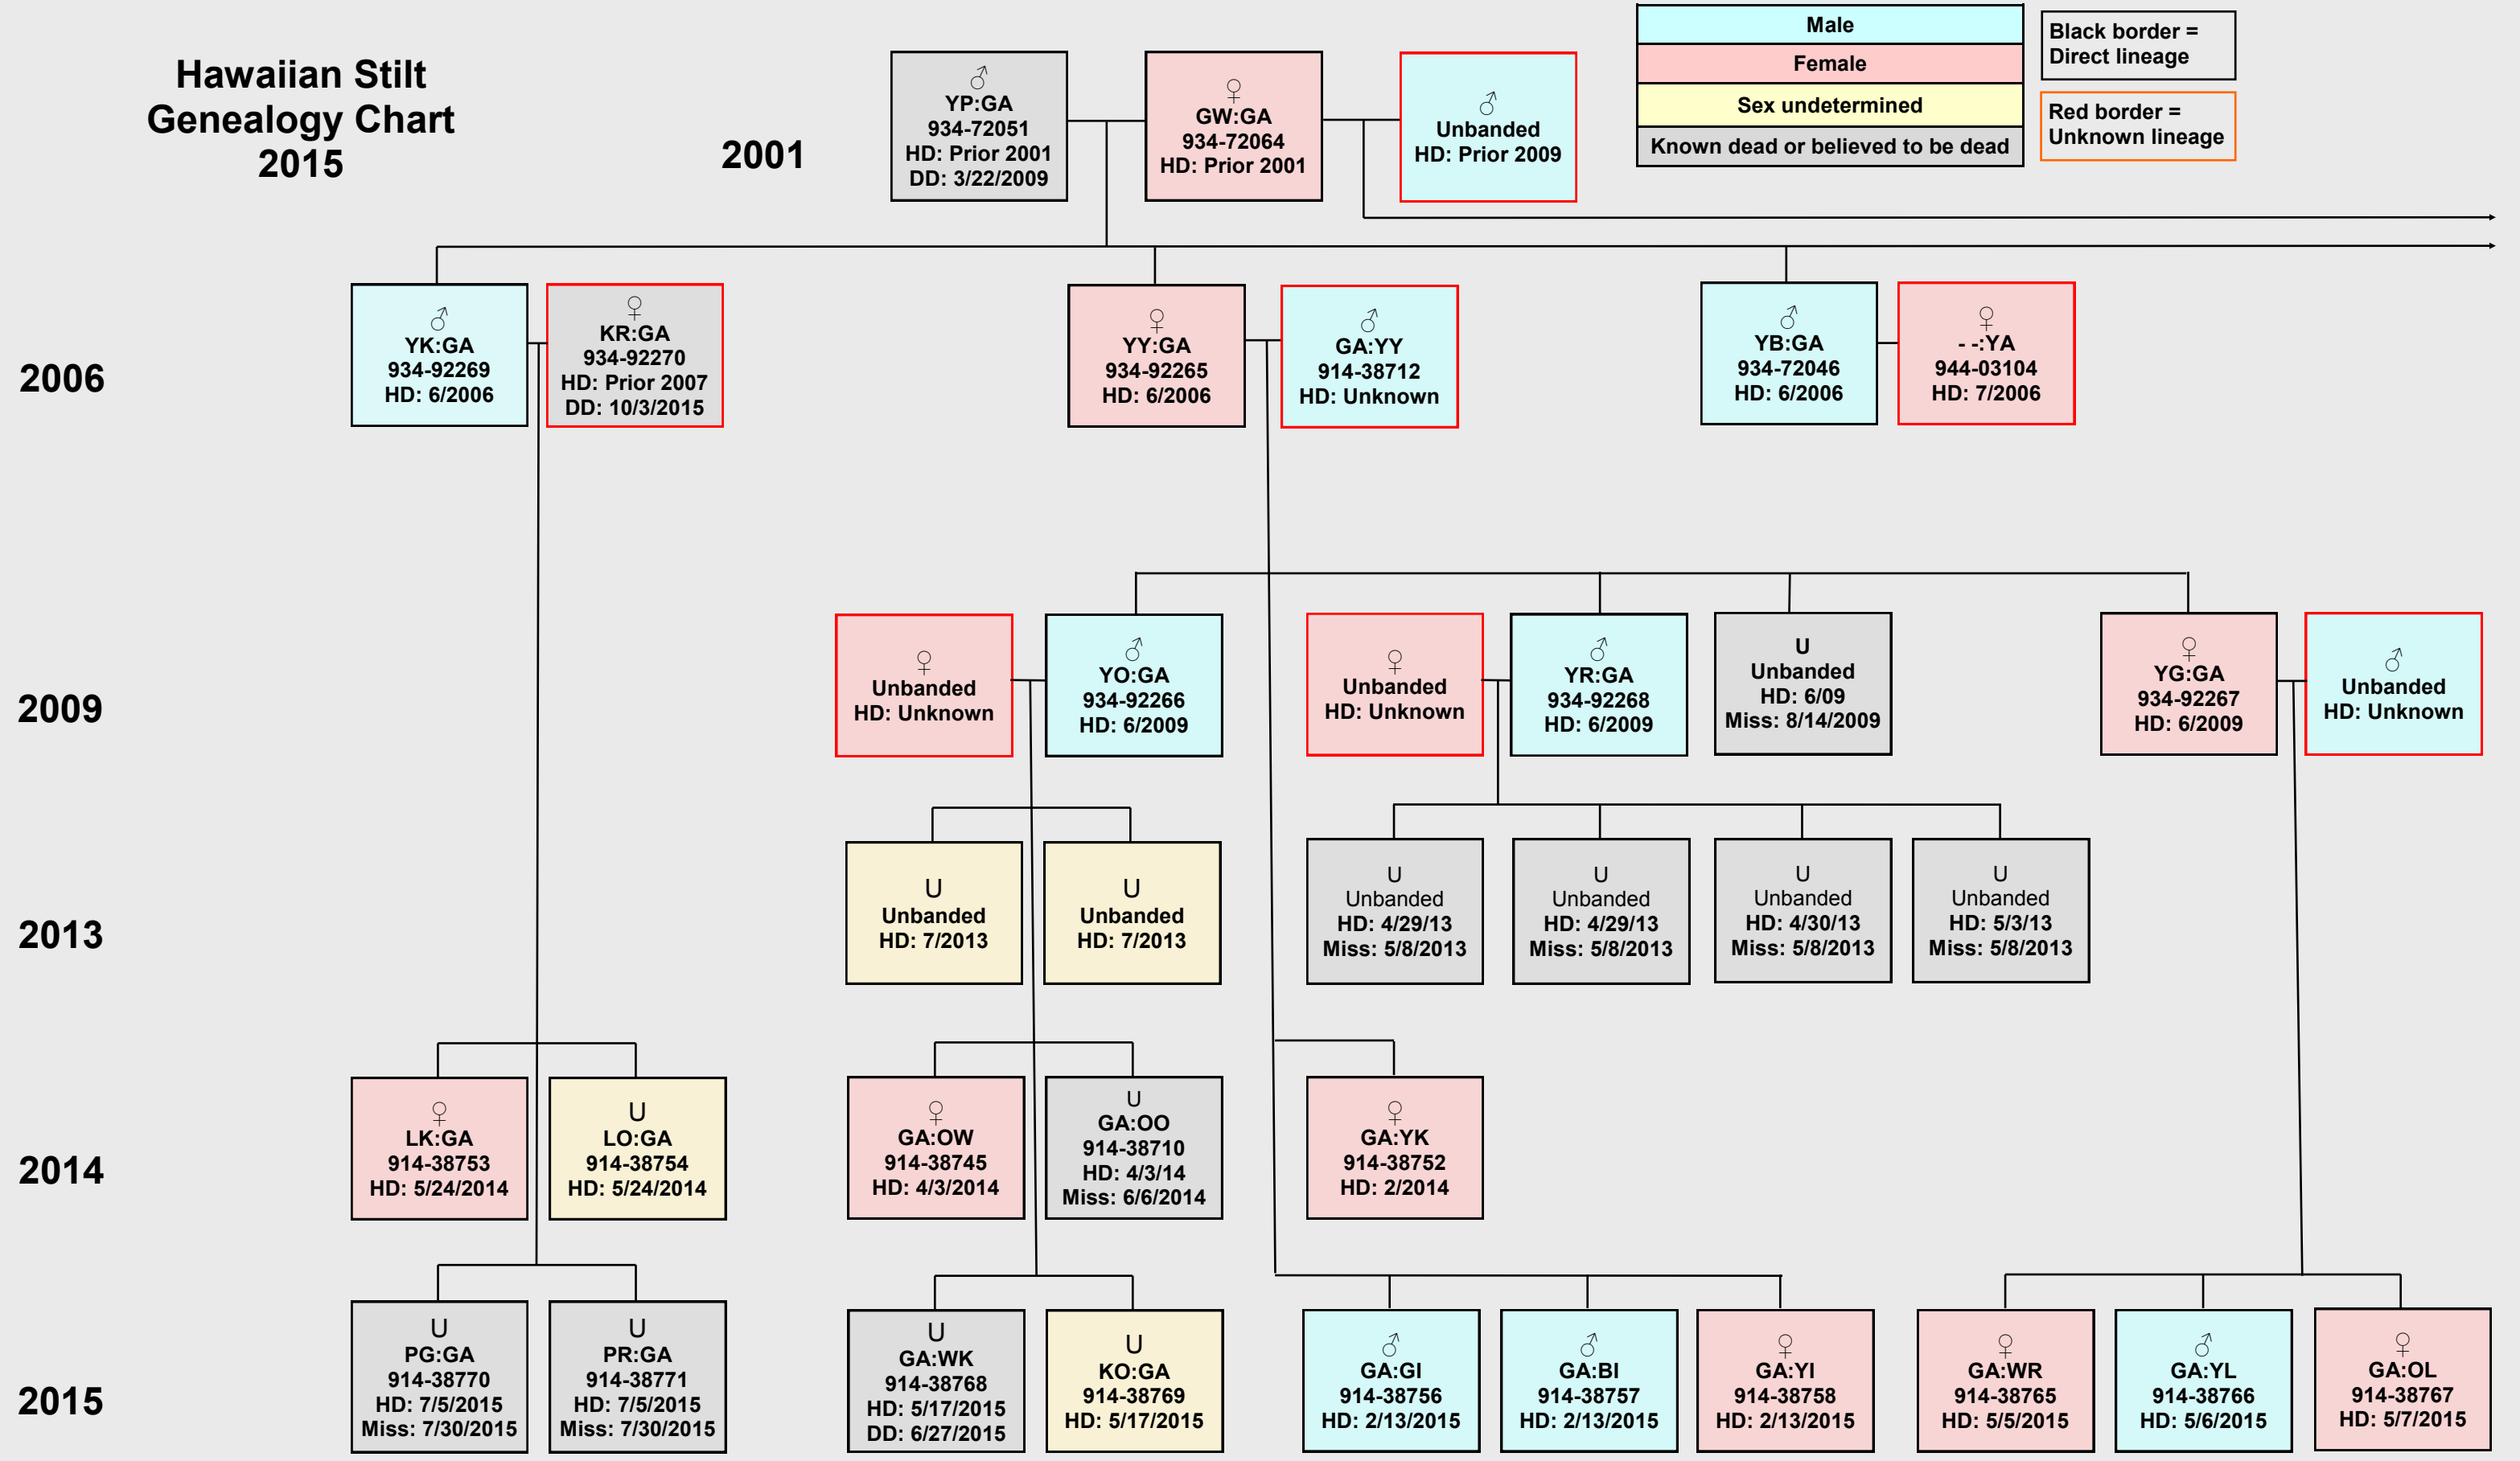 Hawaiian Stilt
Genealogy Chart
2015
Male
Female
Sex undetermined
Known dead or believed to be dead
Black border =
Direct lineage
Red border =
Unknown lineage
2001
♂
YP:GA
934-72051
HD: Prior 2001
DD: 3/22/2009
♀
GW:GA
934-72064
HD: Prior 2001
♂
Unbanded
HD: Prior 2009
2006
♂
YK:GA
934-92269
HD: 6/2006
♀
KR:GA
934-92270
HD: Prior 2007
DD: 10/3/2015
♀
YY:GA
934-92265
HD: 6/2006
♂
GA:YY
914-38712
HD: Unknown
♂
YB:GA
934-72046
HD: 6/2006
♀
- -:YA
944-03104
HD: 7/2006
2009
♀
Unbanded
HD: Unknown
♂
YO:GA
934-92266
HD: 6/2009
♀
Unbanded
HD: Unknown
♂
YR:GA
934-92268
HD: 6/2009
U
Unbanded
HD: 6/09
Miss: 8/14/2009
♀
YG:GA
934-92267
HD: 6/2009
♂
Unbanded
HD: Unknown
2013
U
Unbanded
HD: 7/2013
U
Unbanded
HD: 7/2013
U
Unbanded
HD: 4/29/13
Miss: 5/8/2013
U
Unbanded
HD: 4/29/13
Miss: 5/8/2013
U
Unbanded
HD: 4/30/13
Miss: 5/8/2013
U
Unbanded
HD: 5/3/13
Miss: 5/8/2013
2014
♀
LK:GA
914-38753
HD: 5/24/2014
U
LO:GA
914-38754
HD: 5/24/2014
♀
GA:OW
914-38745
HD: 4/3/2014
U
GA:OO
914-38710
HD: 4/3/14
Miss: 6/6/2014
♀
GA:YK
914-38752
HD: 2/2014
2015
U
PG:GA
914-38770
HD: 7/5/2015
Miss: 7/30/2015
U
PR:GA
914-38771
HD: 7/5/2015
Miss: 7/30/2015
U
GA:WK
914-38768
HD: 5/17/2015
DD: 6/27/2015
U
KO:GA
914-38769
HD: 5/17/2015
♂
GA:GI
914-38756
HD: 2/13/2015
♂
GA:BI
914-38757
HD: 2/13/2015
♀
GA:YI
914-38758
HD: 2/13/2015
♀
GA:WR
914-38765
HD: 5/5/2015
♂
GA:YL
914-38766
HD: 5/6/2015
♀
GA:OL
914-38767
HD: 5/7/2015